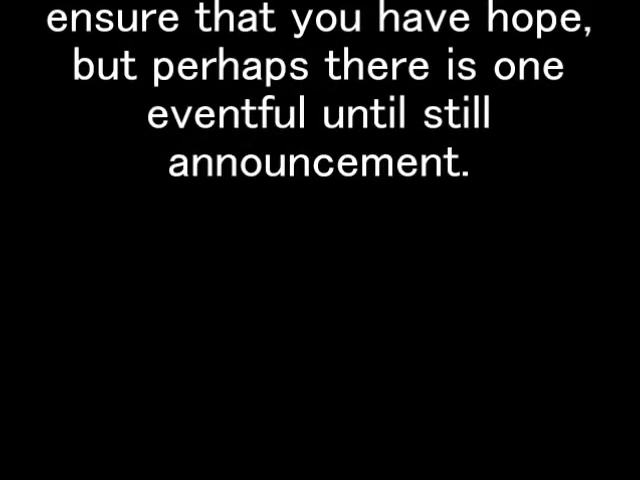 ensure that you have hope,
but perhaps there is one
eventful until still
announcement.